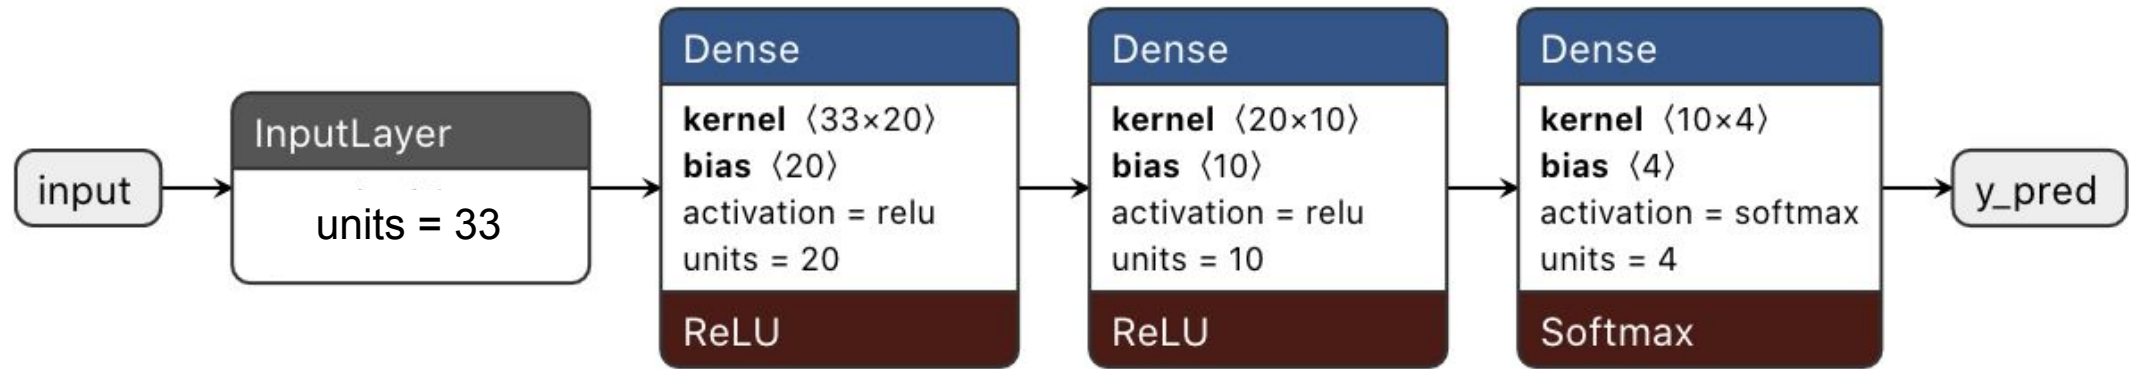 input
InputLayer
units = 33
Dense
kernel 〈33×20〉
bias 〈20〉
activation = relu
units = 20
ReLU
Dense
kernel 〈20×10〉
bias 〈10〉
activation = relu
units = 10
ReLU
Dense
kernel 〈10×4〉
bias 〈4〉
activation = softmax
units = 4
Softmax
y_pred